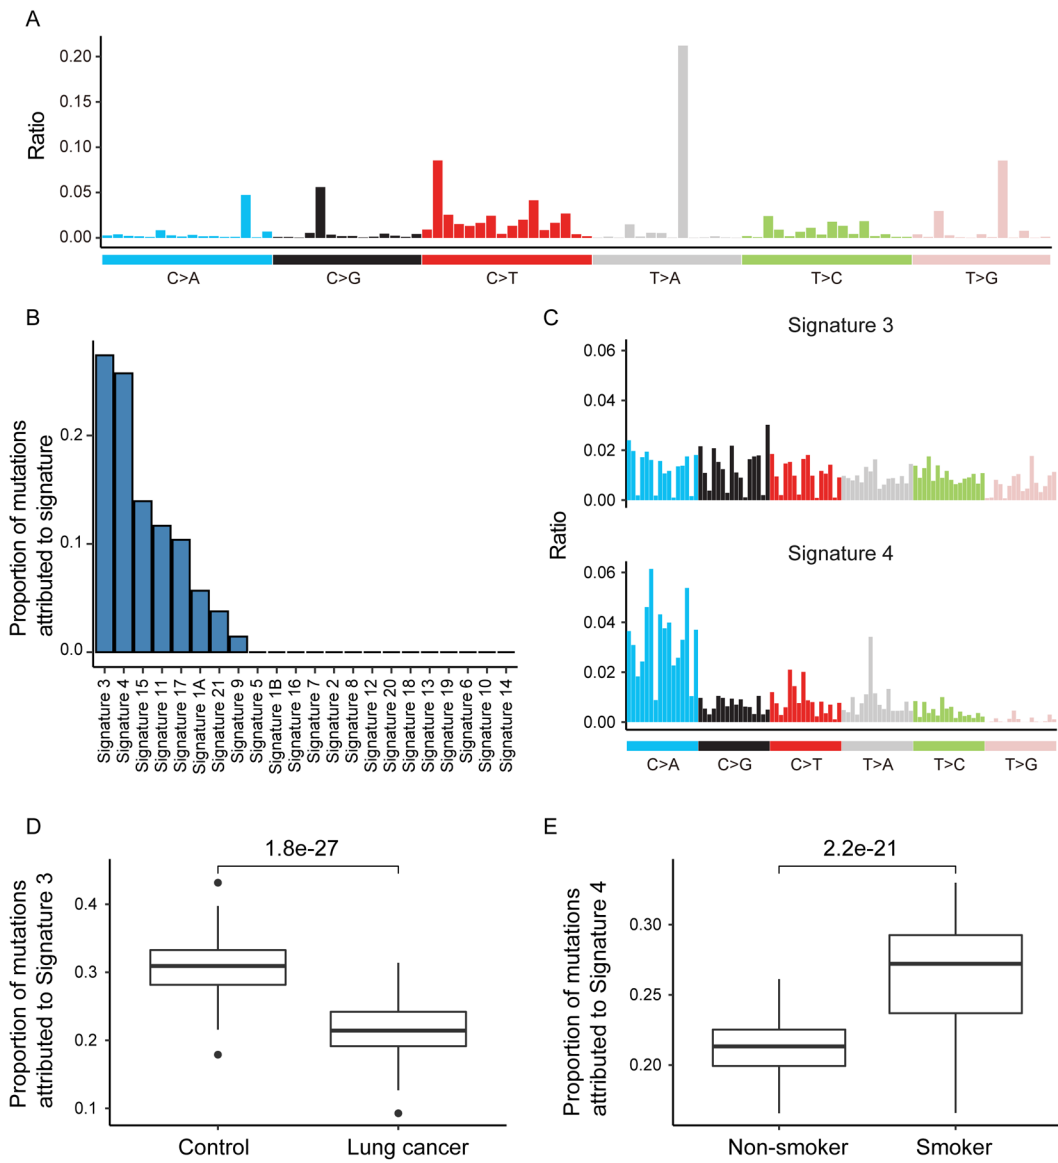 A
Ratio
0.20
0.15
0.10
0.05
0.00
C>A C>G C>T T>A T>C T>G
B
Proportion of mutations
attributed to signature
0.2
0.1
0.0
Signature 3
Signature 4
Signature 15
Signature 11
Signature 17
Signature 1A
Signature 21
Signature 9
Signature 5
Signature 1B
Signature 16
Signature 7
Signature 2
Signature 8
Signature 12
Signature 20
Signature 18
Signature 13
Signature 19
Signature 6
Signature 10
Signature 14
C
Signature 3
Ratio
0.06
0.04
0.02
0.00
Signature 4
0.06
0.04
0.02
0.00
C>A C>G C>T T>A T>C T>G
D
1.8e-27
Proportion of mutations
attributed to Signature 3
0.4
0.3
0.2
0.1
Control Lung cancer
E
2.2e-21
Proportion of mutations
attributed to Signature 4
0.30
0.25
0.20
Non-smoker Smoker